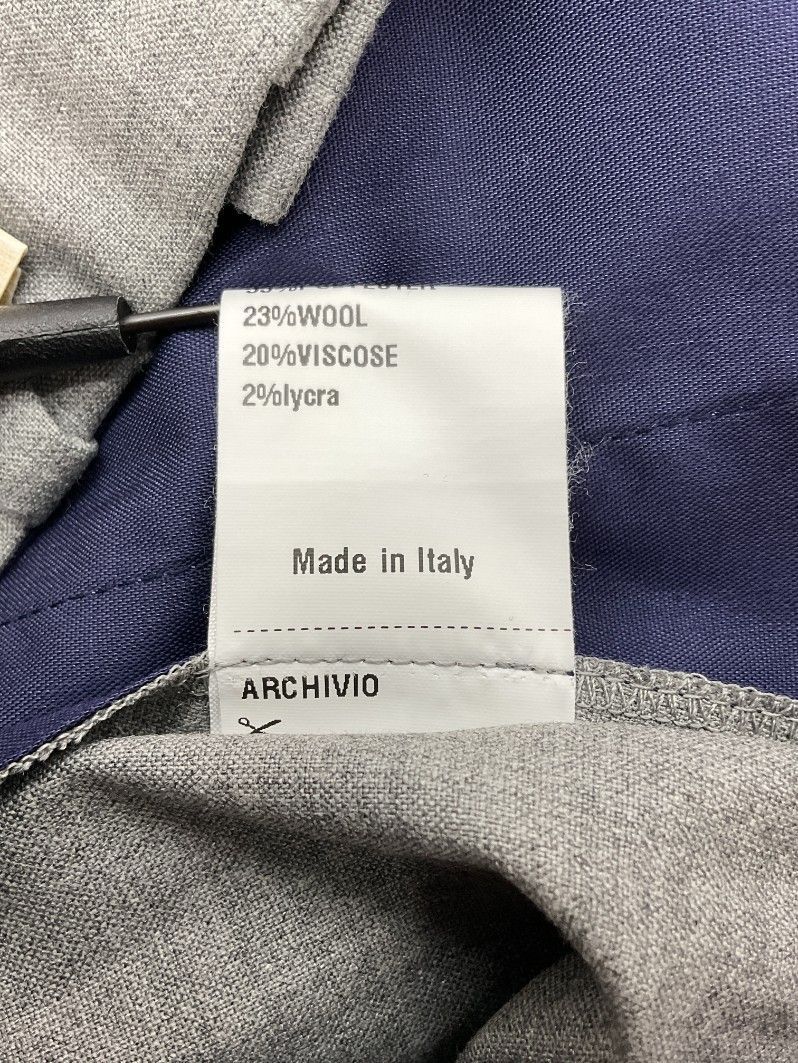 23%WOOL
20%VISCOSE
2%lycra
Made in Italy
ARCHIVIO